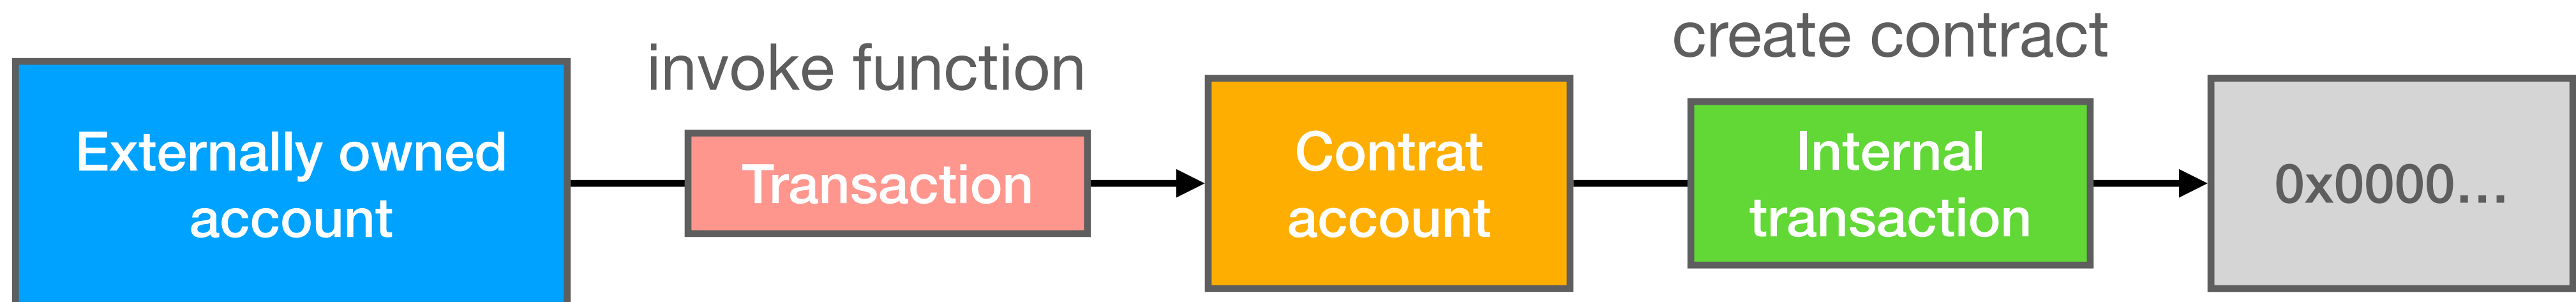 invoke function
create contract
Externally owned
account
Transaction
Contrat
account
Internal
transaction
0x0000...